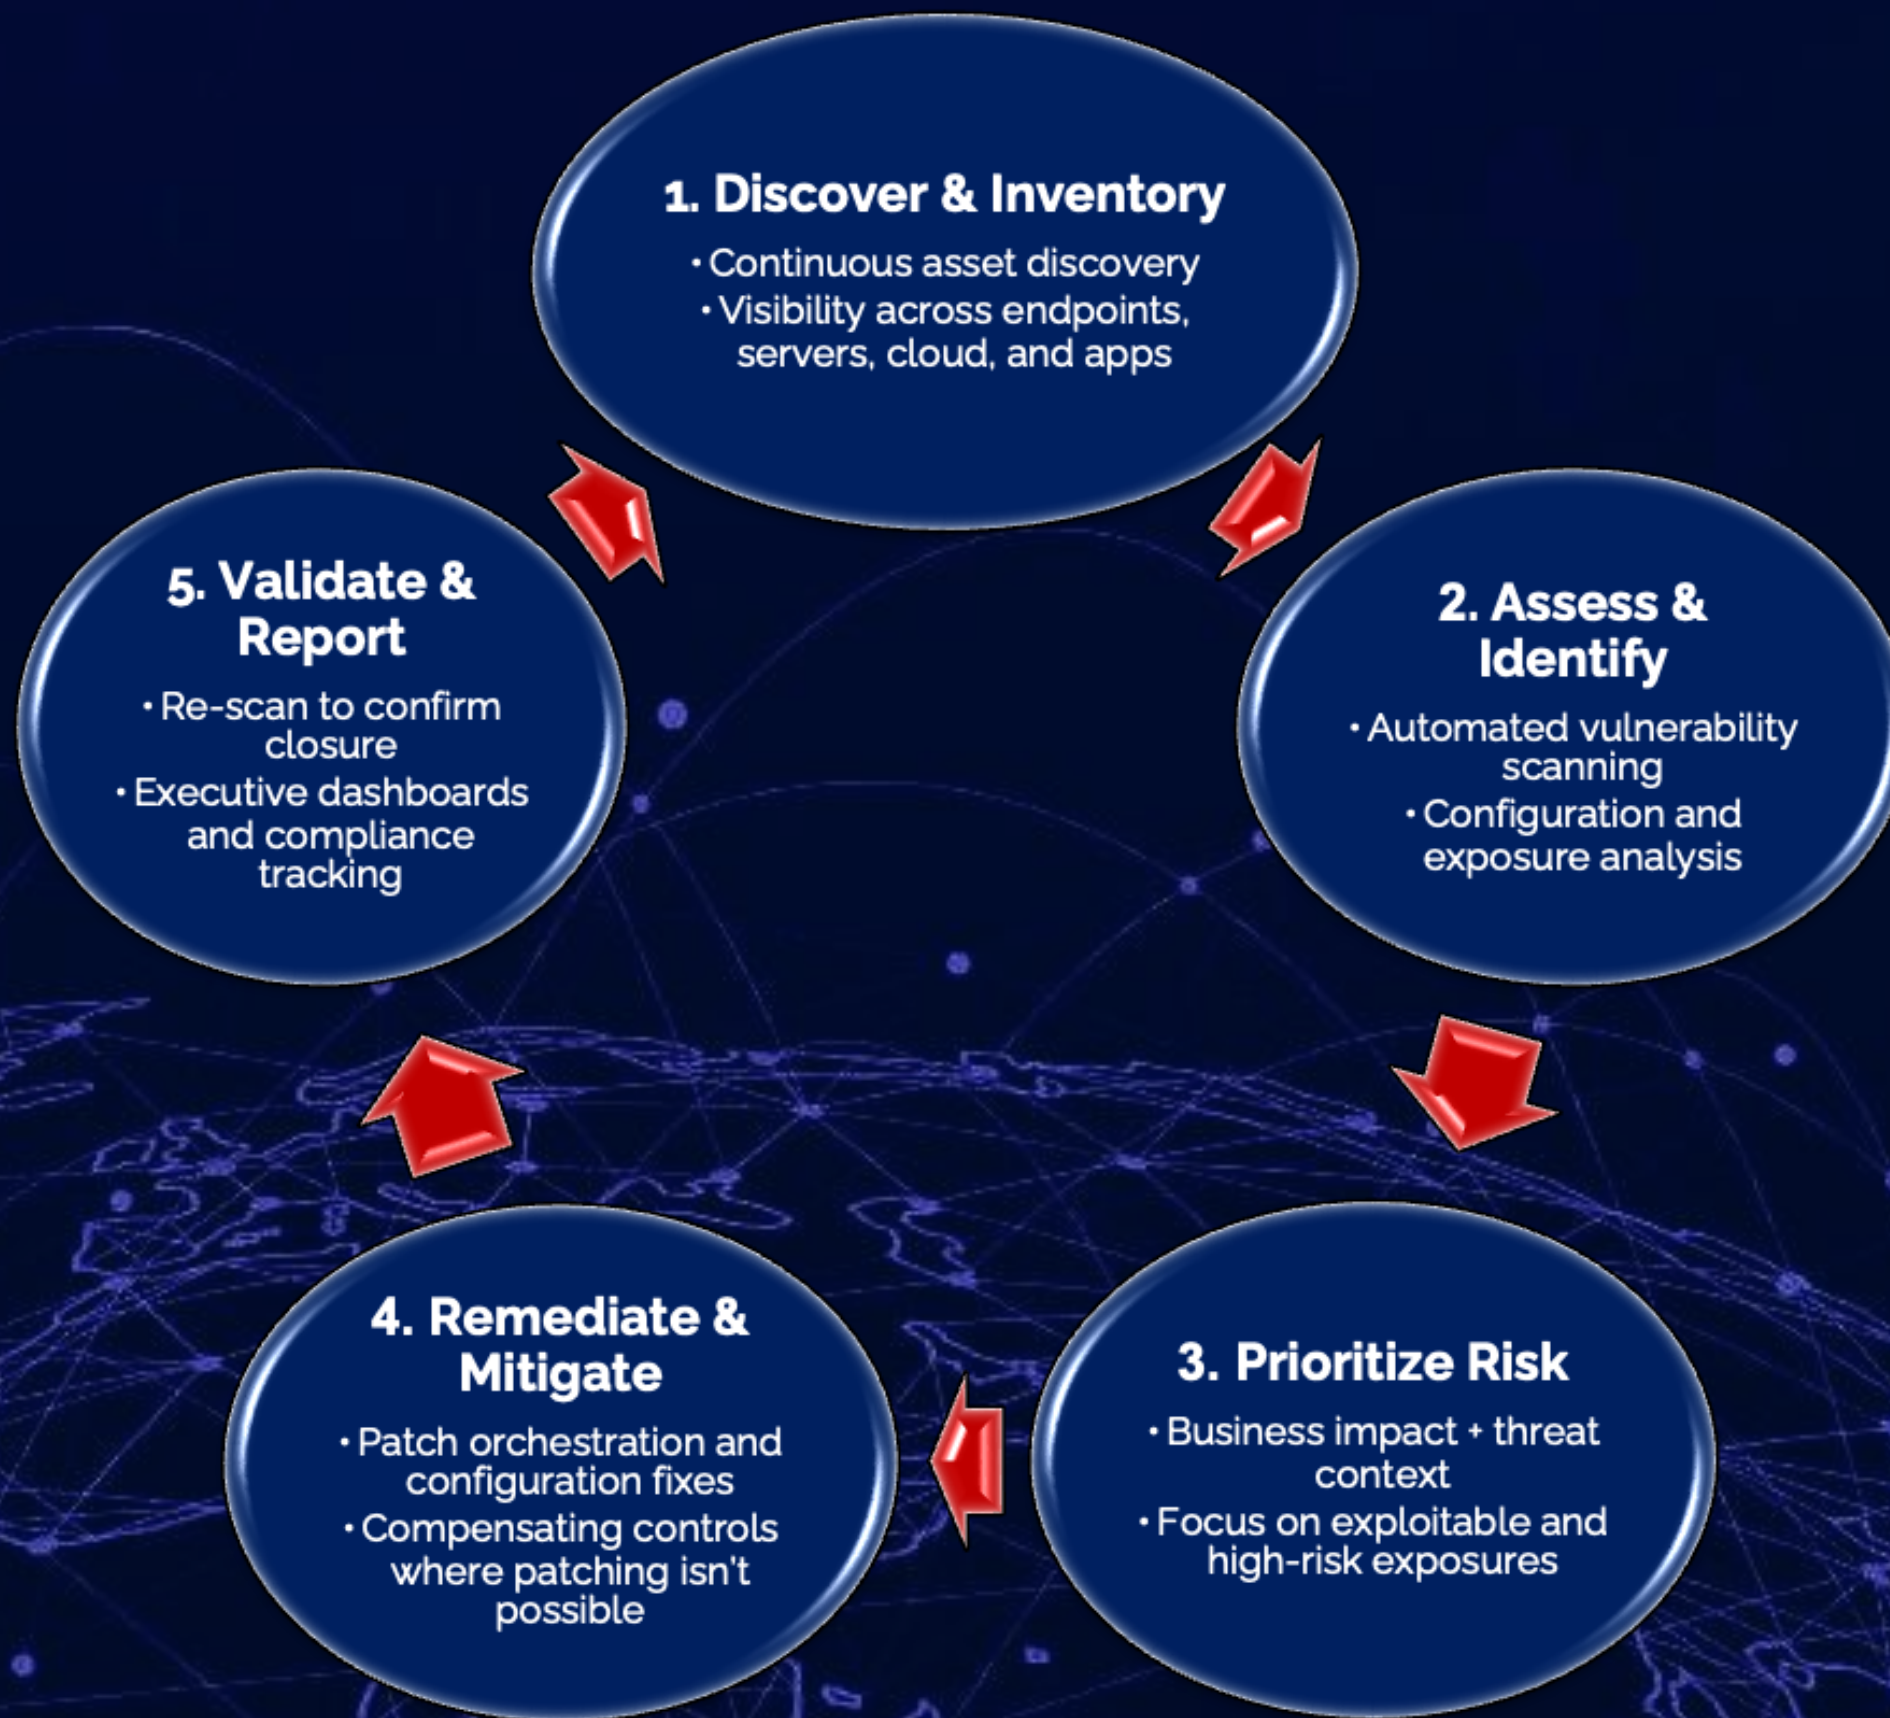 1. Discover & Inventory
• Continuous asset discovery
• Visibility across endpoints,
servers, cloud, and apps
2. Assess &
Identify
• Automated vulnerability
scanning
• Configuration and
exposure analysis
3. Prioritize Risk
• Business impact + threat
context
• Focus on exploitable and
high-risk exposures
4. Remediate &
Mitigate
• Patch orchestration and
configuration fixes
• Compensating controls
where patching isn't
possible
5. Validate &
Report
• Re-scan to confirm
closure
• Executive dashboards
and compliance
tracking